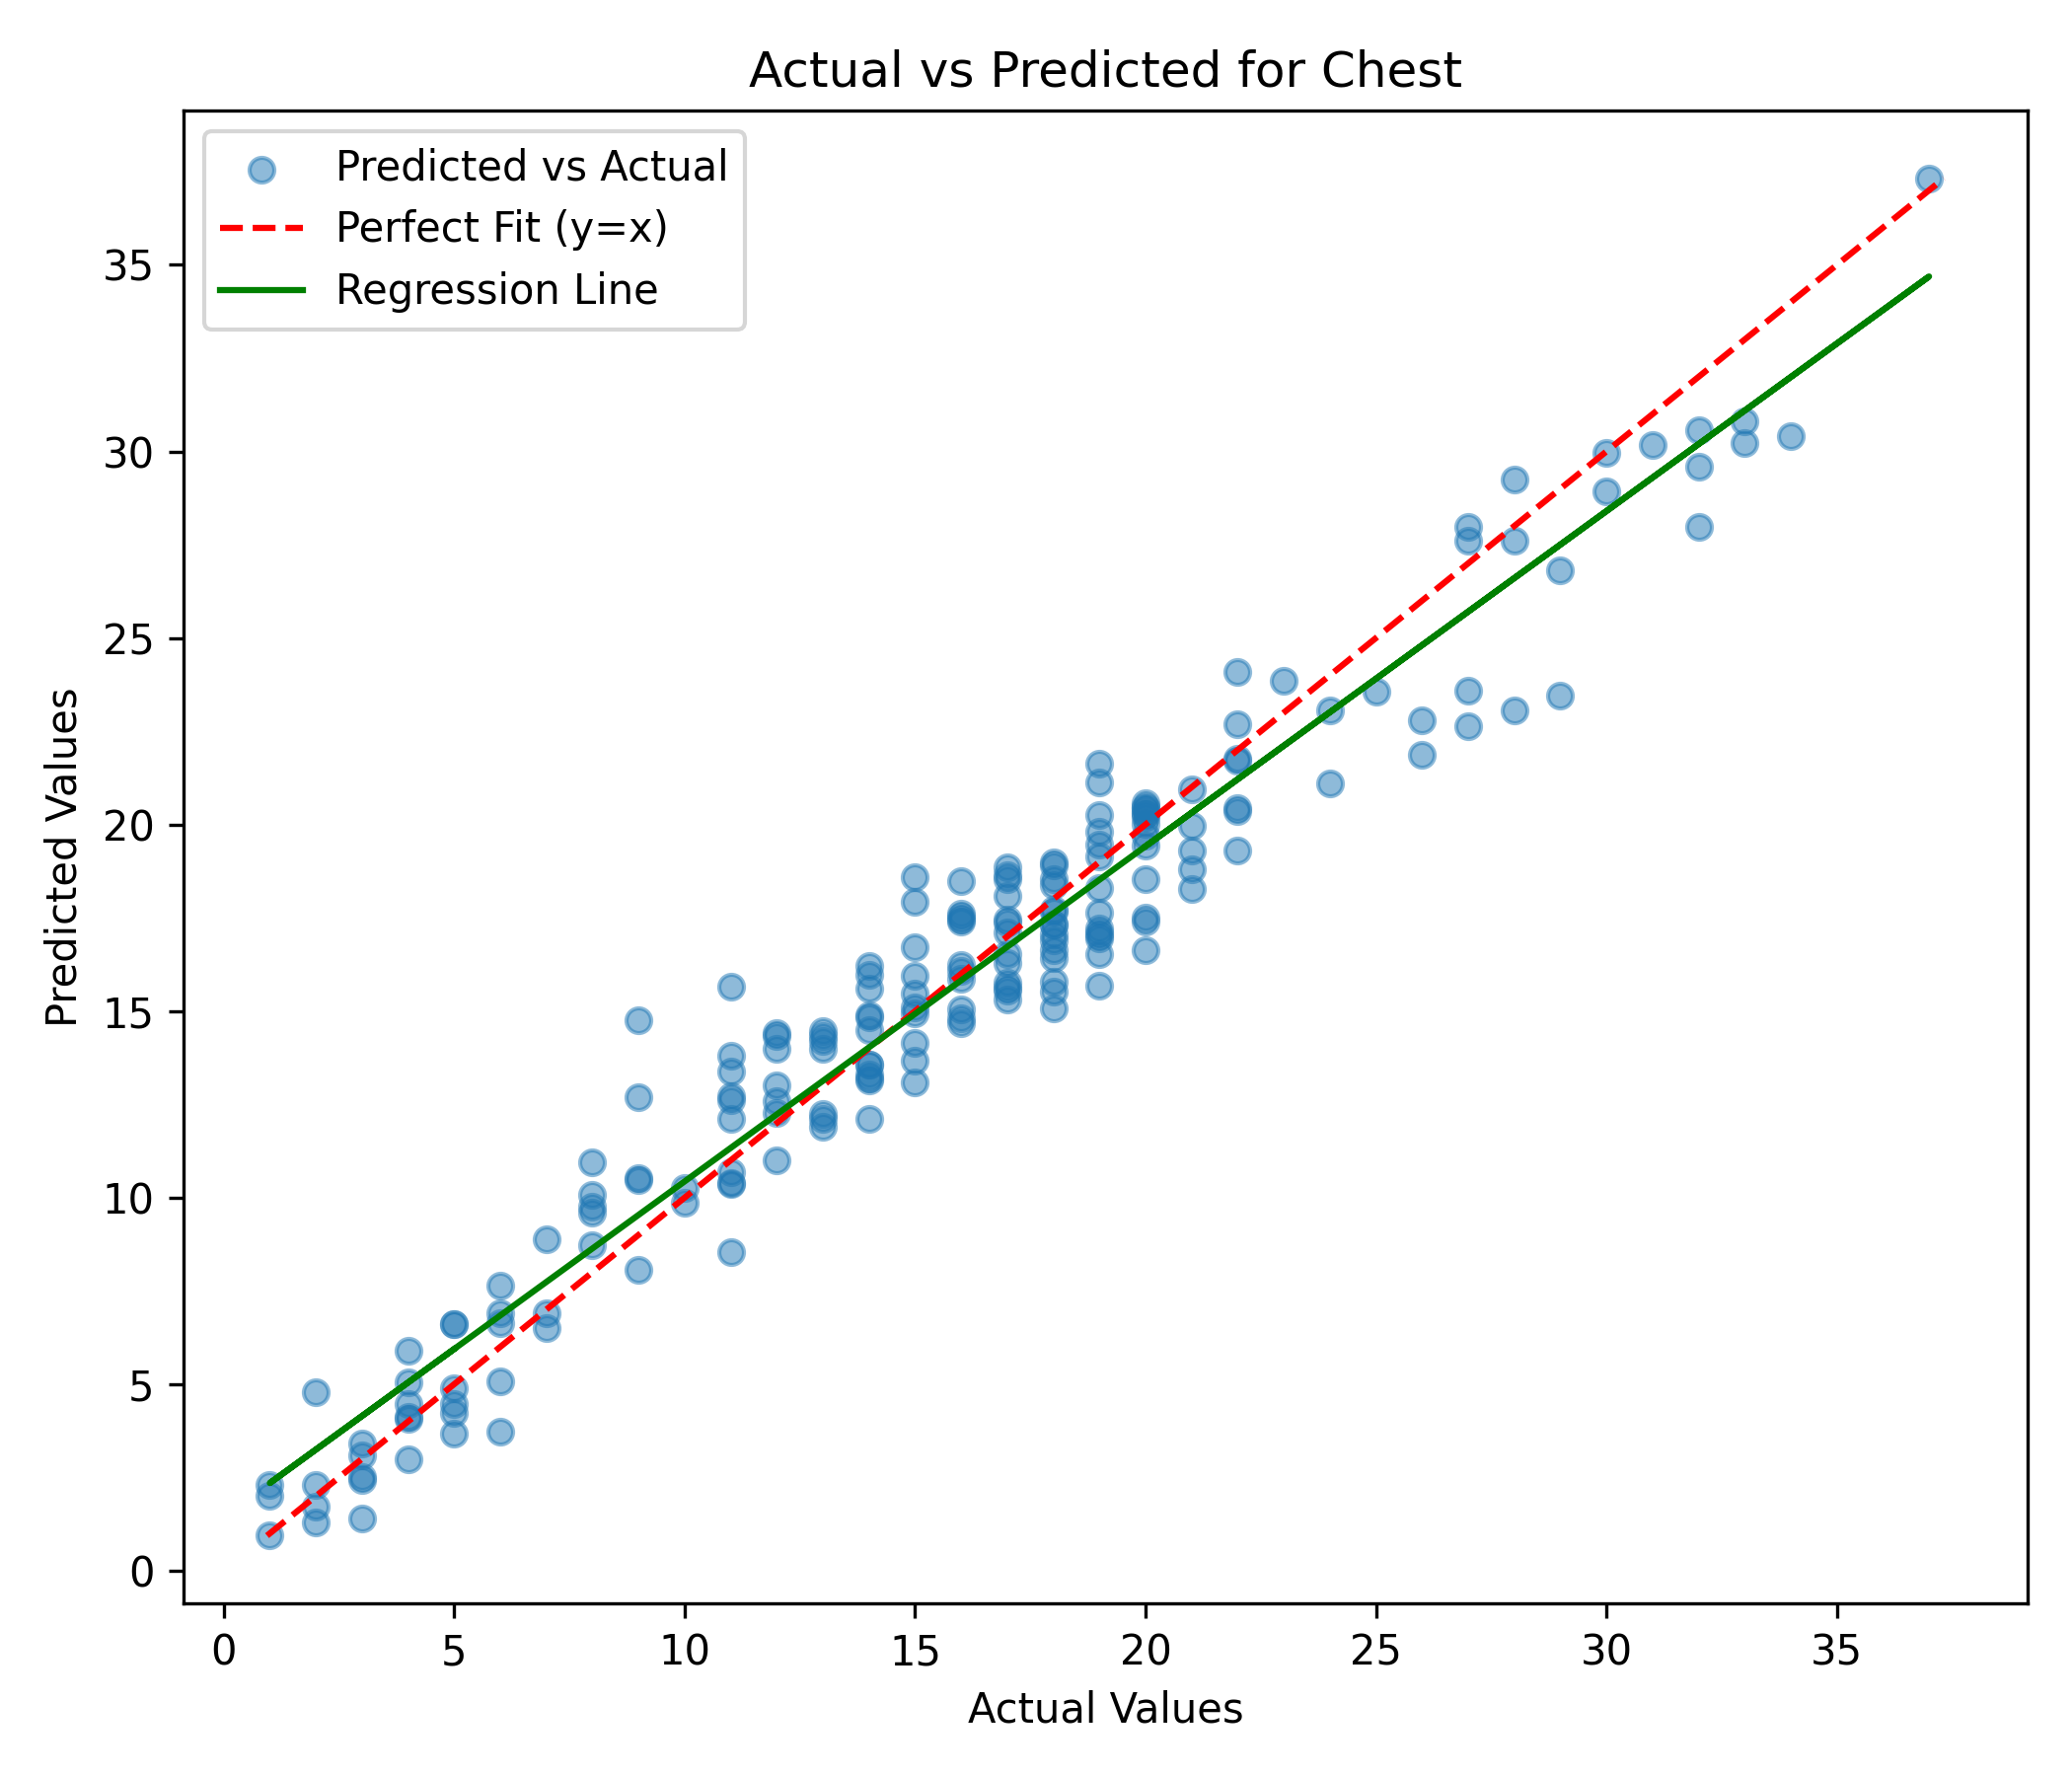 Actual vs Predicted for Chest
Predicted vs Actual
Perfect Fit (y=x)
Regression Line
Predicted Values
35
30
25
20
15
10
5
0
0 5 10 15 20 25 30 35
Actual Values